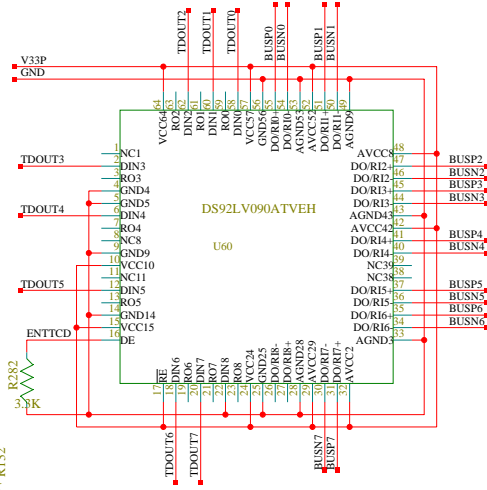 TDOUT2
TDOUT1
TDOUT0
BUSP0
BUSN0
BUSP1
BUSN1
V33P
GND
64 63 62 61 60 59 58 57 56 55 54 53 52 51 50 49
VCC64
RO2
DIN2
RO1
DIN1
RO0
DIN0
VCC57
GND56
DO/RI0+
DO/RI0-
AGND53
AVCC52
DO/RI1+
DO/RI1-
AGND9
1 NC1
TDOUT3 2 DIN3
3 RO3
4 GND4
5 GND5
TDOUT4 6 DIN4
7 RO4
8 NC8
9 GND9
10 VCC10
11 NC11
TDOUT5 12 DIN5
13 RO5
14 GND14
15 VCC15
ENTTCD 16 DE
DS92LV090ATVEH
U60
AVCC8 48
DO/RI2+ 47 BUSP2
DO/RI2- 46 BUSN2
DO/RI3+ 45 BUSP3
DO/RI3- 44 BUSN3
AGND43 43
AVCC42 42
DO/RI4+ 41 BUSP4
DO/RI4- 40 BUSN4
NC39 39
NC38 38
DO/RI5+ 37 BUSP5
DO/RI5- 36 BUSN5
DO/RI6+ 35 BUSP6
DO/RI6- 34 BUSN6
AGND3 33
R282
3.3K
RE
DIN6
RO6
DIN7
RO7
DIN8
RO8
VCC24
GND25
DO/RI8-
DO/RI8+
AGND28
AVCC29
DO/RI7-
DO/RI7+
AVCC2
17 18 19 20 21 22 23 24 25 26 27 28 29 30 31 32
TDOUT6
TDOUT7
BUSN7
BUSP7
R132